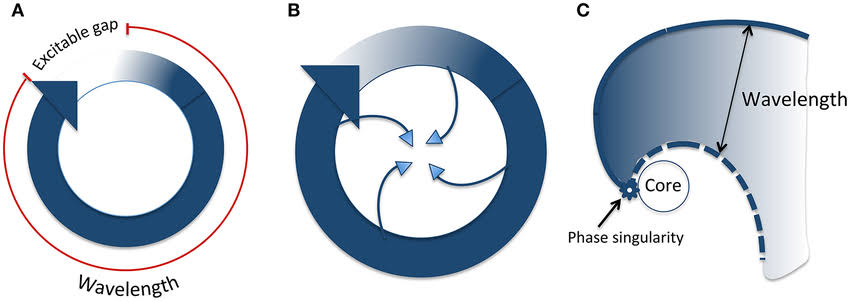 A
Excitable gap
Wavelength
B
C
Wavelength
Core
Phase singularity